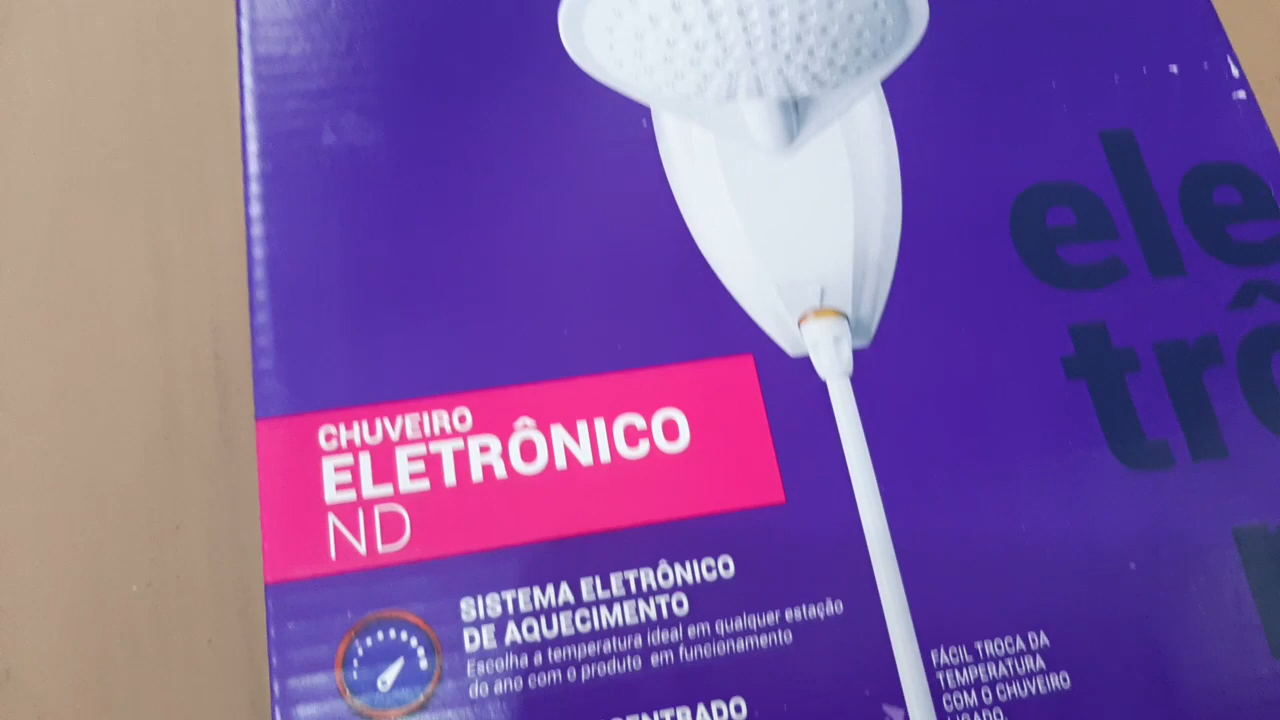 ele
trô
CHUVEIRO
ELETRÔNICO
ND
SISTEMA ELETRÔNICO
DE AQUECIMENTO
Escolha a temperatura ideal em qualquer estação
do ano com o produto em funcionamento
FÁCIL TROCA DA
TEMPERATURA
COM O CHUVEIRO
LIGADO.